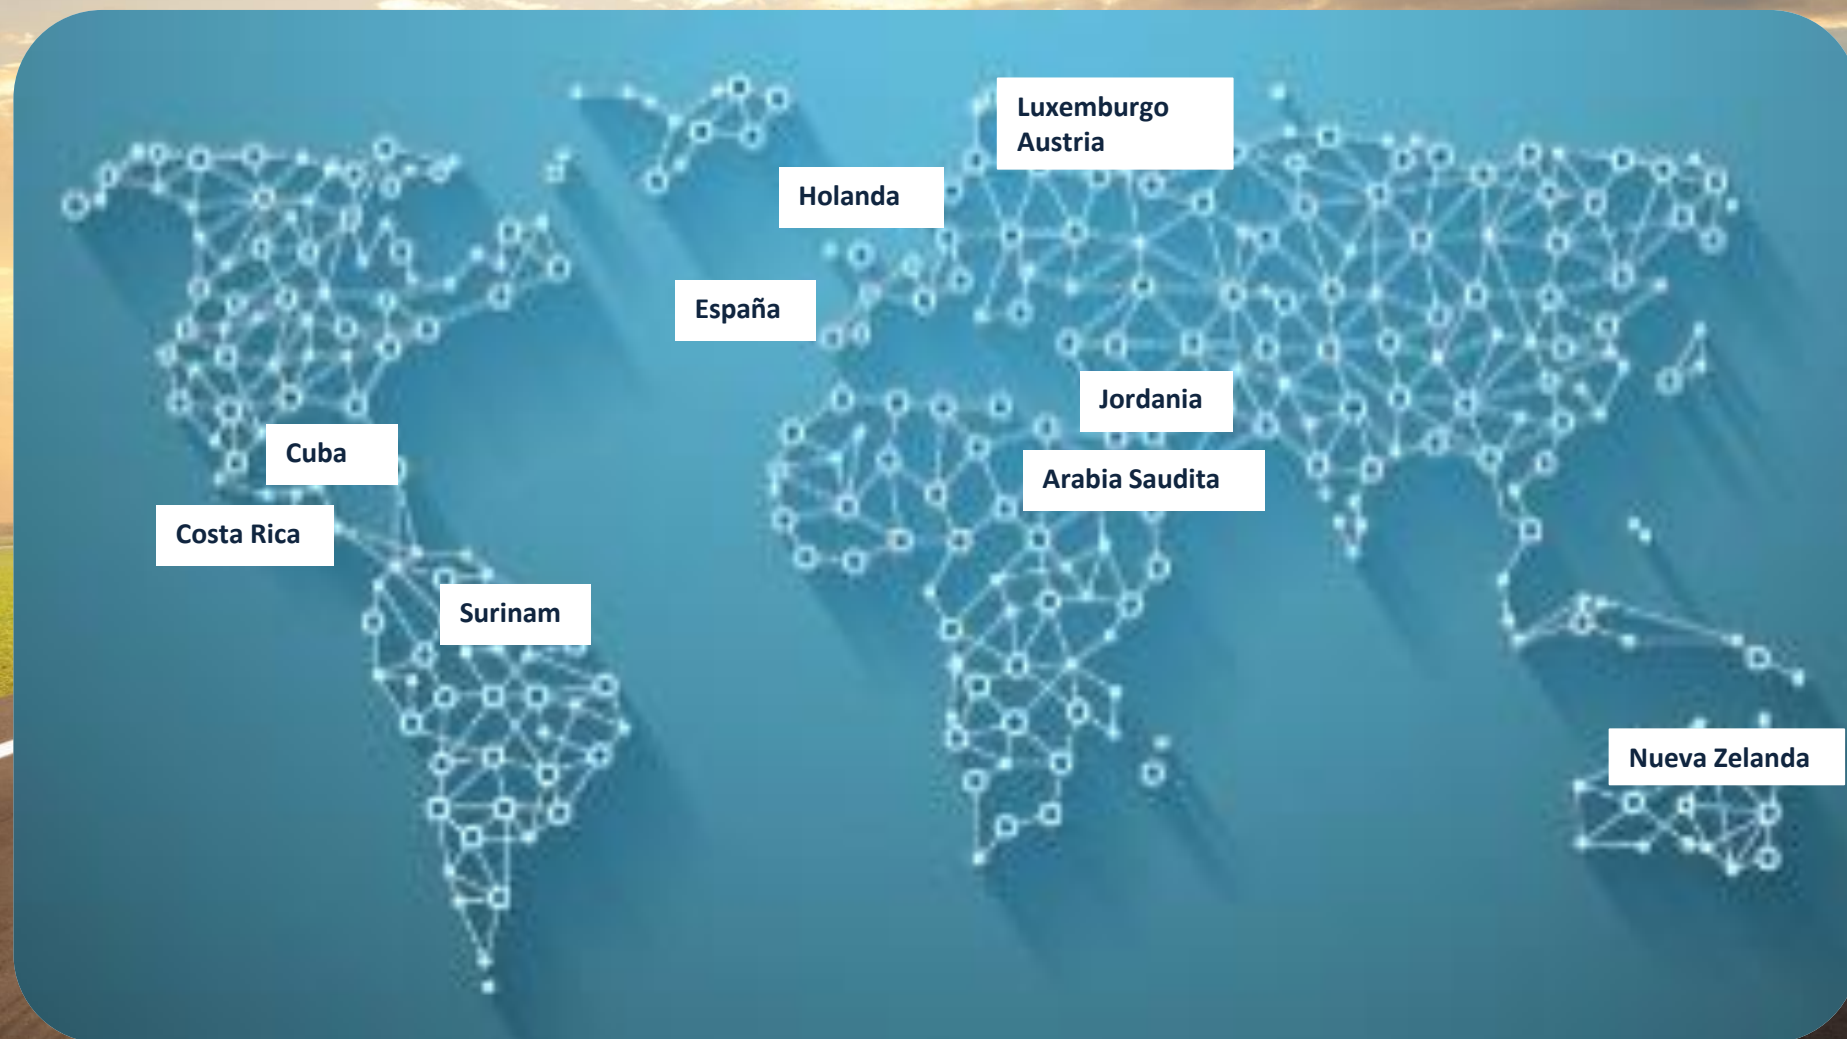 Luxemburgo
Austria
Holanda
España
Jordania
Cuba
Arabia Saudita
Costa Rica
Surinam
Nueva Zelanda